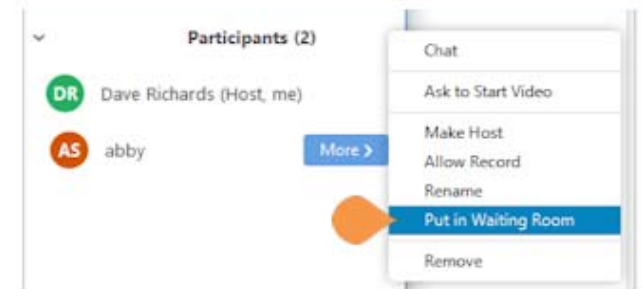 Participants (2)
DR Dave Richards (Host, me)
AS abby More
Chat
Ask to Start Video
Make Host
Allow Record
Rename
Put in Waiting Room
Remove